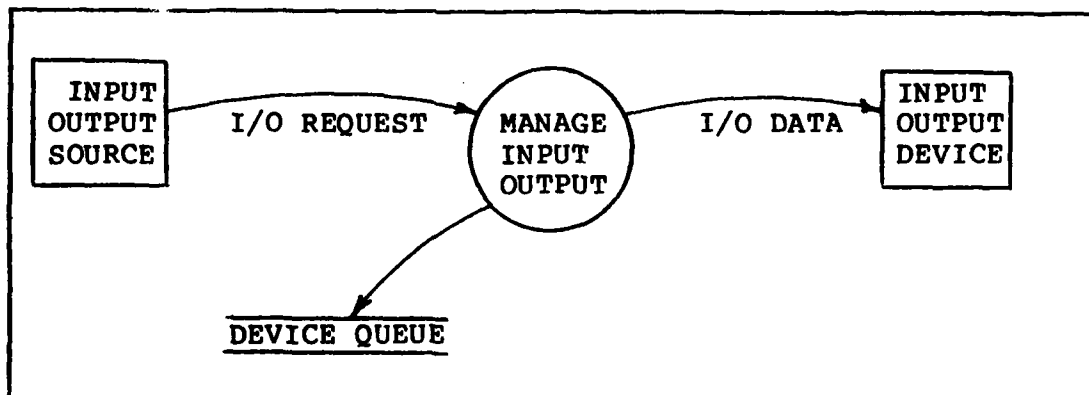 INPUT
OUTPUT
SOURCE
I/O REQUEST
MANAGE
INPUT
OUTPUT
I/O DATA
INPUT
OUTPUT
DEVICE
DEVICE QUEUE